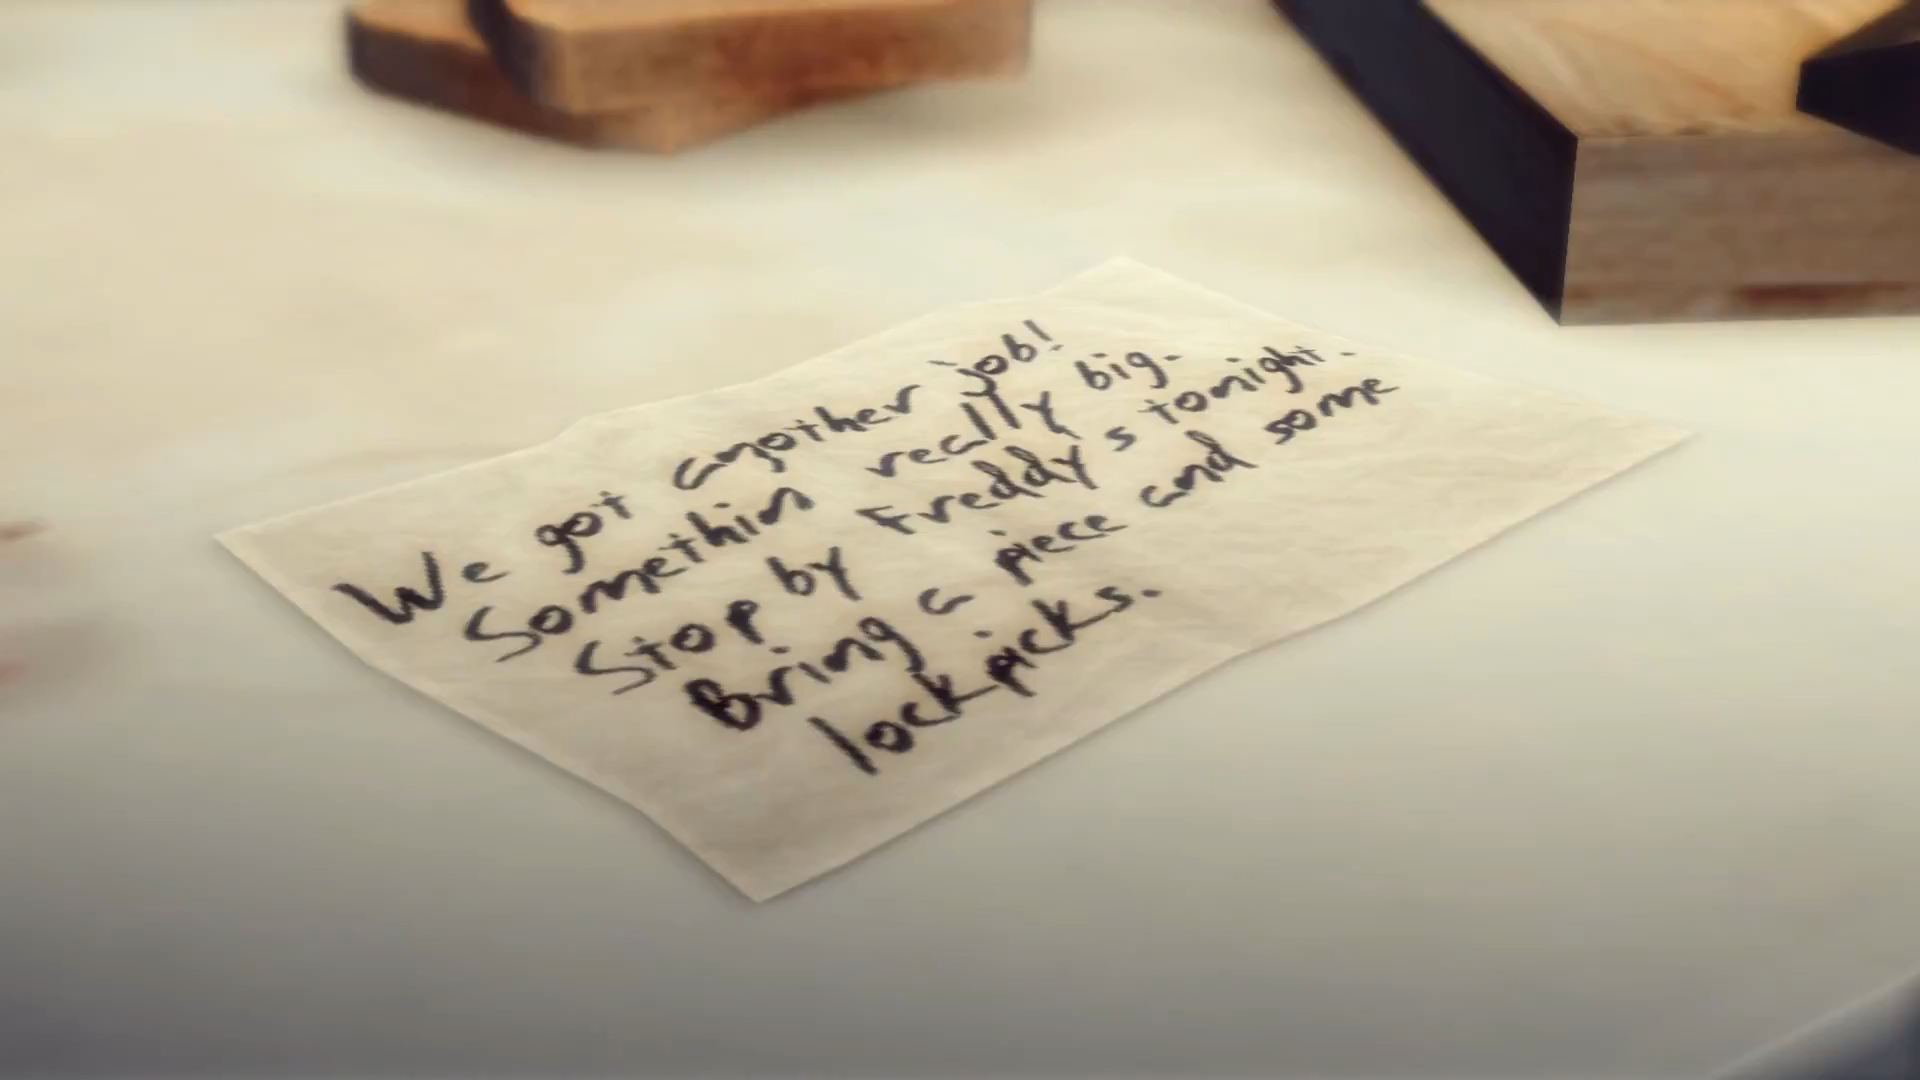 We got another job!
Somethin really big.
Stop by Freddy's tonight.
Bring a piece and some
lockpicks.